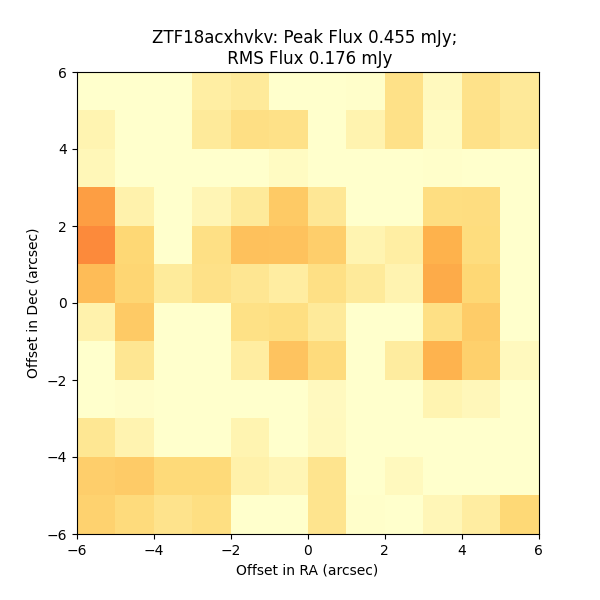 ZTF18acxhvkv: Peak Flux 0.455 mJy;
RMS Flux 0.176 mJy
6
4
2
0
−2
−4
−6
Offset in Dec (arcsec)
−6 −4 −2 0 2 4 6
Offset in RA (arcsec)